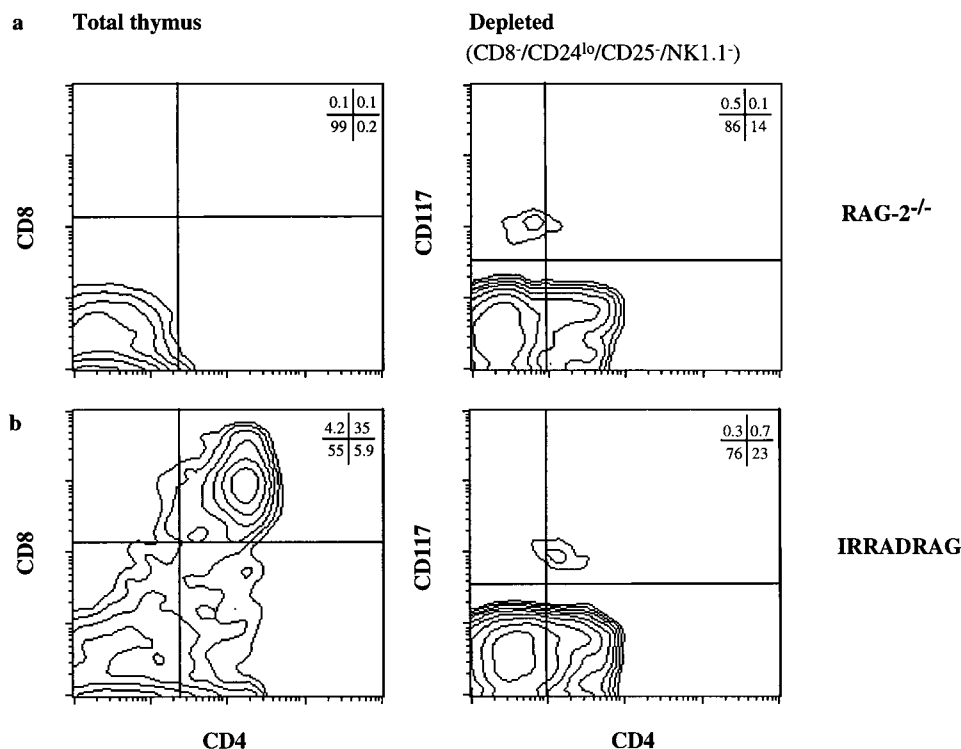 a Total thymus Depleted
(CD8-/CD24lo/CD25-/NK1.1-)
0.1 0.1
99 0.2
CD8
0.5 0.1
86 14
CD117
RAG-2-/-
b
4.2 35
55 5.9
CD8
0.3 0.7
76 23
CD117
IRRADRAG
CD4 CD4